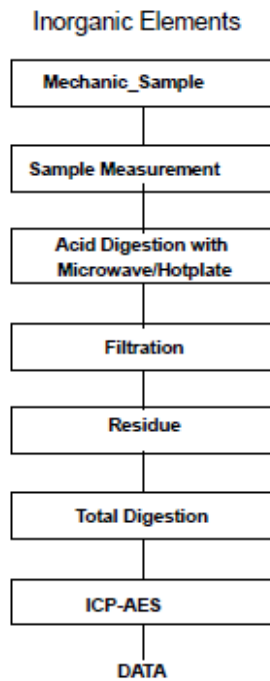 Inorganic Elements
Mechanic_Sample
Sample Measurement
Acid Digestion with
Microwave/Hotplate
Filtration
Residue
Total Digestion
ICP-AES
DATA